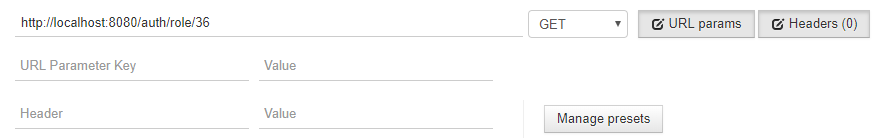 http://localhost:8080/auth/role/36 GET URL params Headers (0)
URL Parameter Key Value
Header Value Manage presets